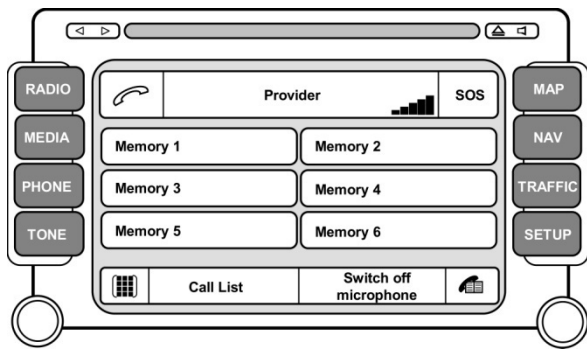 RADIO
MEDIA
PHONE
TONE
Provider
SOS
Memory 1
Memory 2
Memory 3
Memory 4
Memory 5
Memory 6
Call List
Switch off
microphone
MAP
NAV
TRAFFIC
SETUP